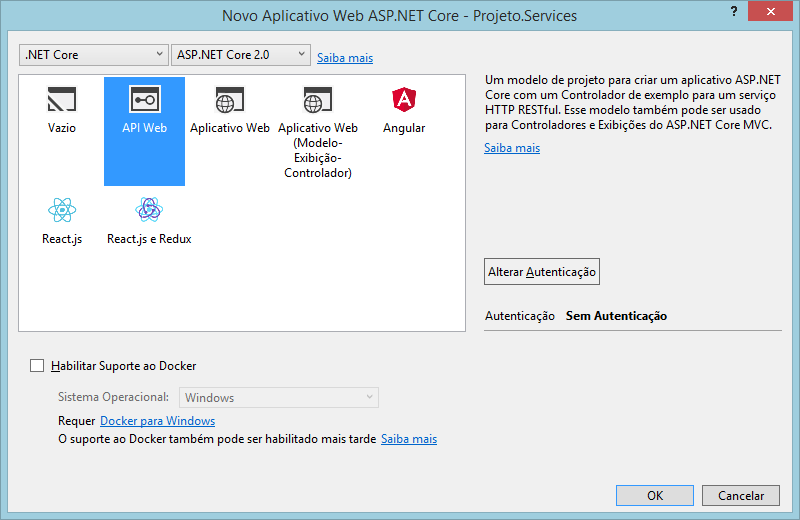 Novo Aplicativo Web ASP.NET Core - Projeto.Services
?
.NET Core
ASP.NET Core 2.0
Saiba mais
Vazio
API Web
Aplicativo Web
Aplicativo Web
(Modelo-
Exibição-
Controlador)
Angular
React.js
React.js e Redux
Um modelo de projeto para criar um aplicativo ASP.NET
Core com um Controlador de exemplo para um serviço
HTTP RESTful. Esse modelo também pode ser usado
para Controladores e Exibições do ASP.NET Core MVC.
Saiba mais
Alterar Autenticação
Autenticação Sem Autenticação
Habilitar Suporte ao Docker
Sistema Operacional: Windows
Requer Docker para Windows
O suporte ao Docker também pode ser habilitado mais tarde Saiba mais
OK
Cancelar